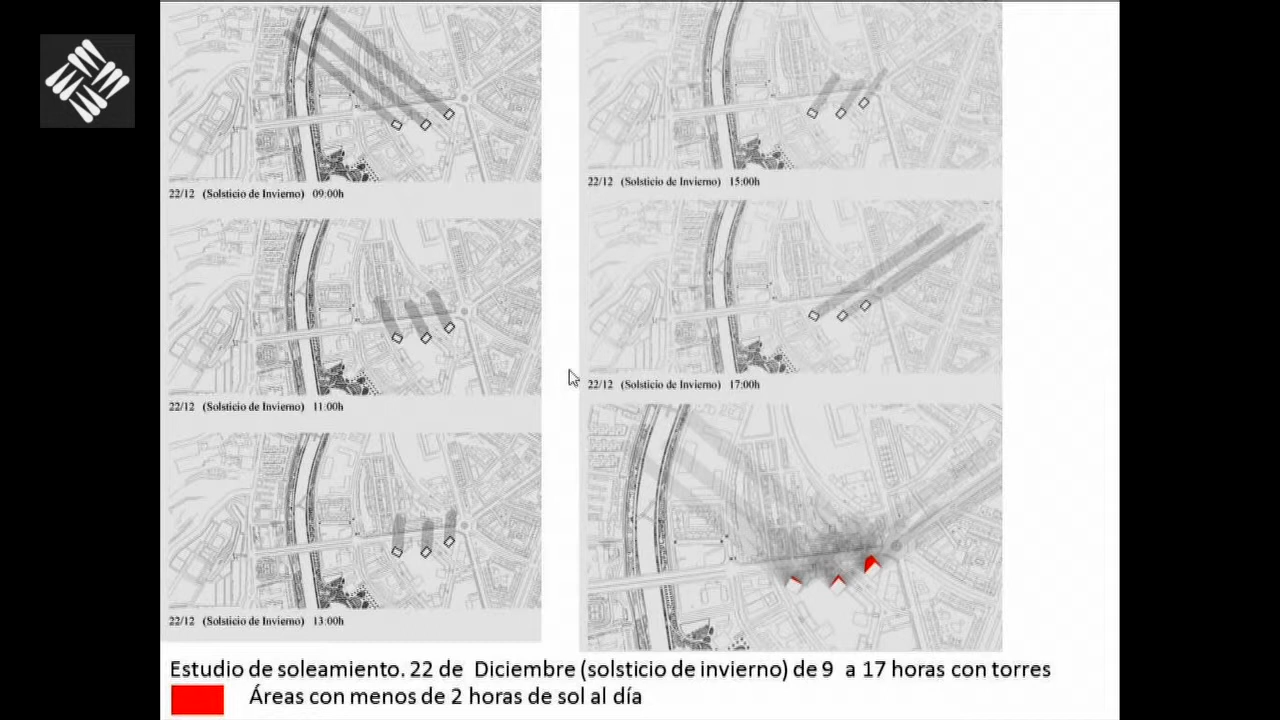 22/12 (Solsticio de Invierno) 09:00h
22/12 (Solsticio de Invierno) 11:00h
22/12 (Solsticio de Invierno) 13:00h
22/12 (Solsticio de Invierno) 15:00h
22/12 (Solsticio de Invierno) 17:00h
Estudio de soleamiento. 22 de Diciembre (solsticio de invierno) de 9 a 17 horas con torres
Áreas con menos de 2 horas de sol al día